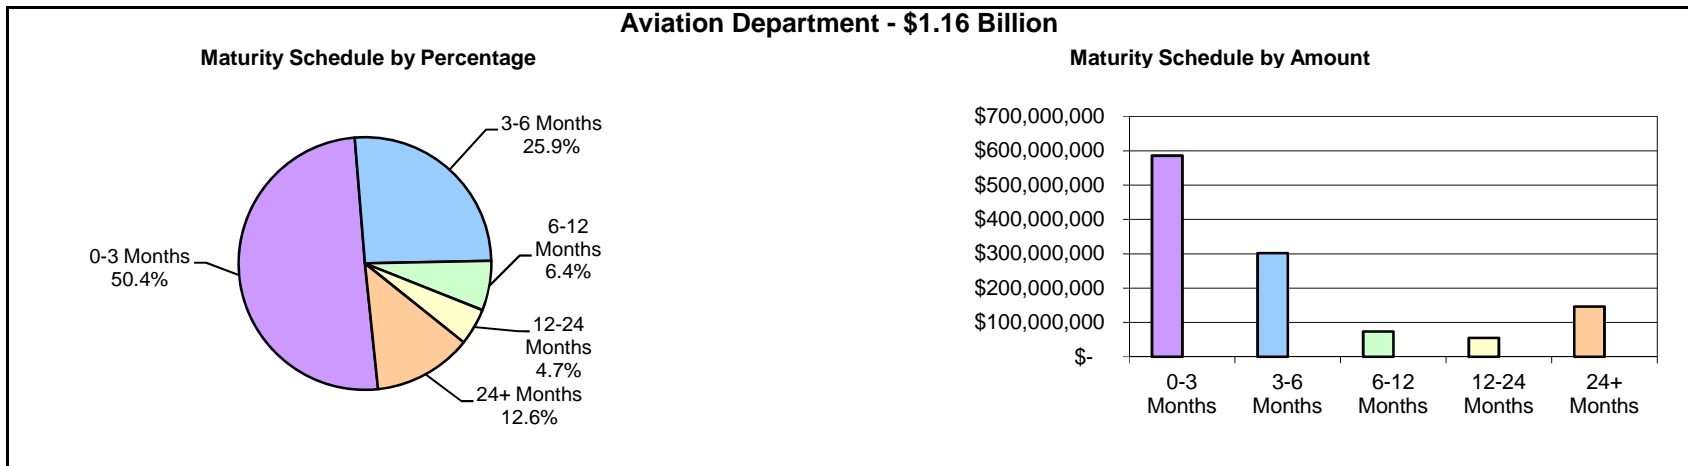 Aviation Department - $1.16 Billion
Maturity Schedule by Percentage
3-6 Months
25.9%
6-12
Months
6.4%
0-3 Months
50.4%
12-24
Months
4.7%
24+ Months
12.6%
Maturity Schedule by Amount
$700,000,000
$600,000,000
$500,000,000
$400,000,000
$300,000,000
$200,000,000
$100,000,000
$-
0-3
Months
3-6
Months
6-12
Months
12-24
Months
24+
Months